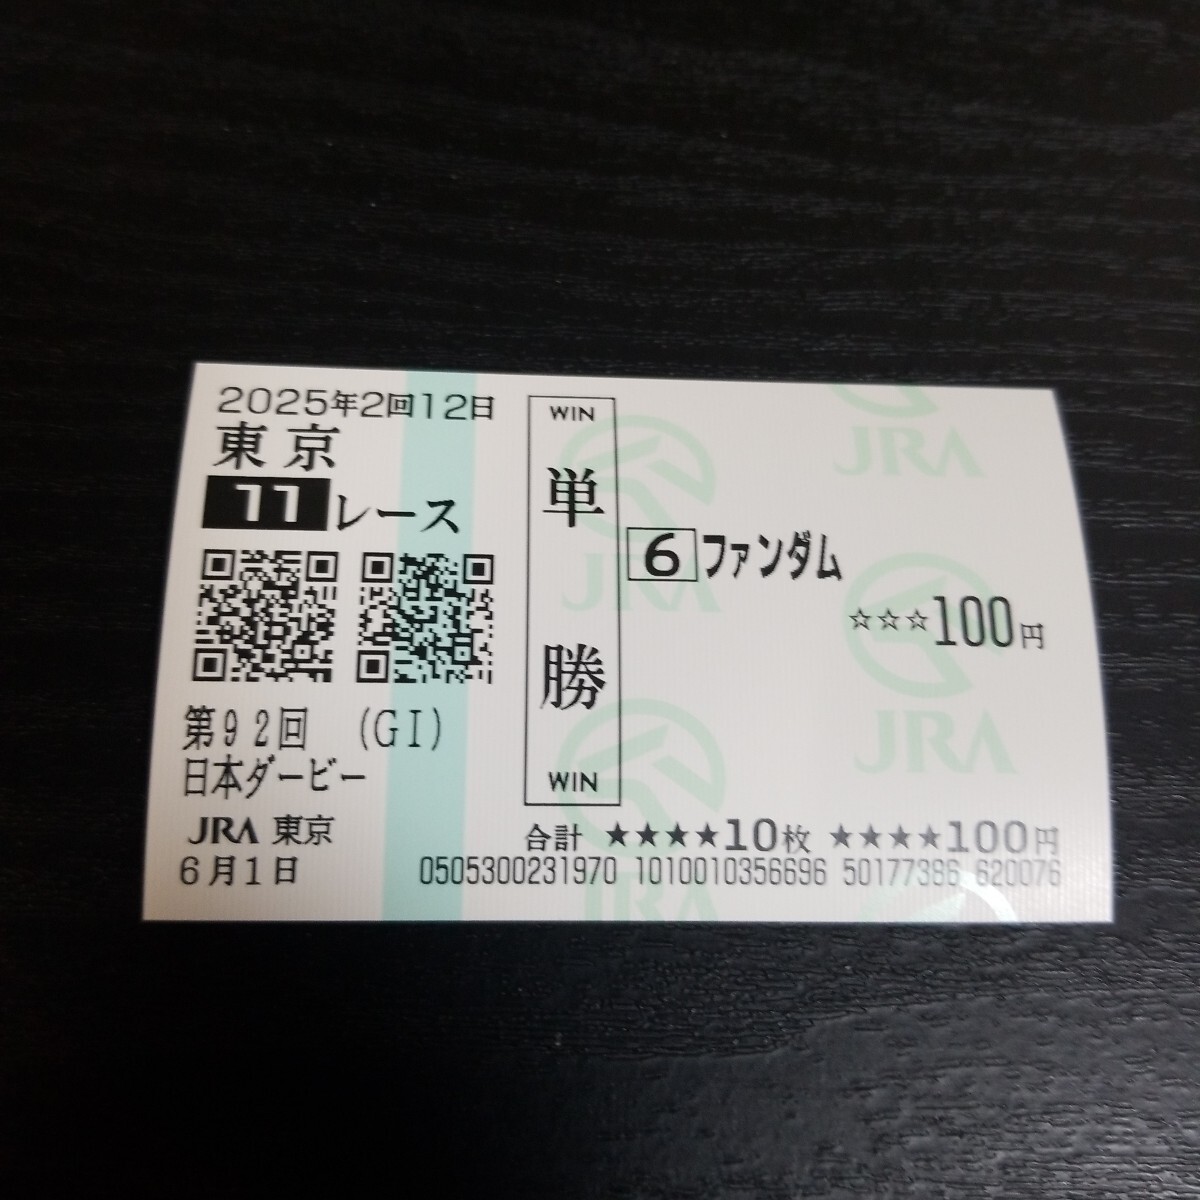 2025年2回12日
東京
11レース
第92回 (GI)
日本ダービー
JRA 東京
6月1日
WIN
単勝
WIN
6 ファンダム
☆☆☆100円
合計 ★★★★10枚 ★★★★100円
0505300231970 1010010356696 50177386 620076
JRA
JRA
JRA
JRA